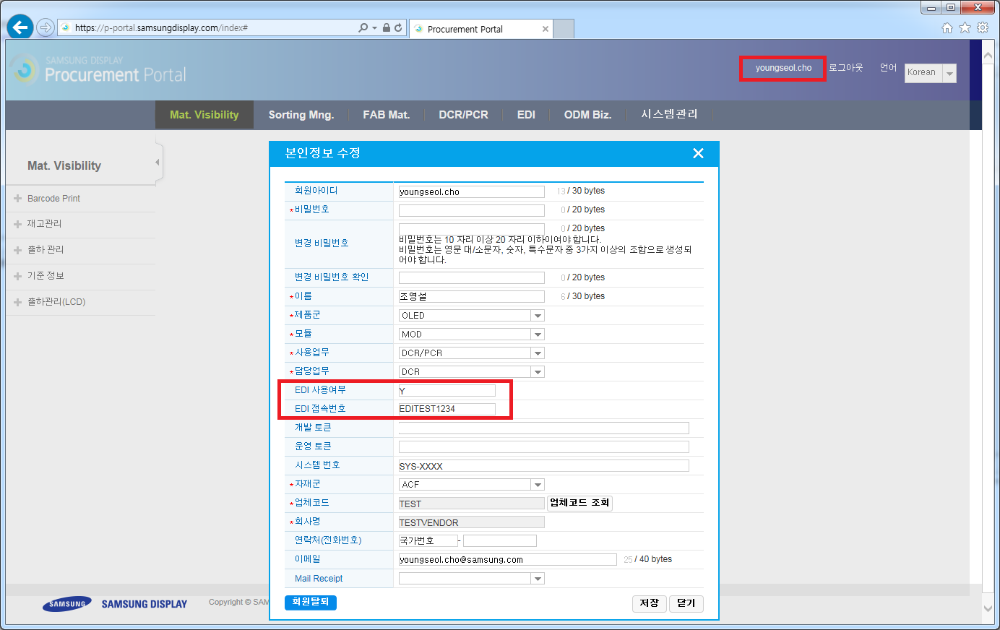 https://p-portal.samsungdisplay.com/index#
Procurement Portal
SAMSUNG DISPLAY
Procurement Portal
youngseol.cho 로그아웃 언어 Korean
Mat. Visibility Sorting Mng. FAB Mat. DCR/PCR EDI ODM Biz. 시스템관리
Mat. Visibility
Barcode Print
재고관리
출하 관리
기준 정보
출하관리(LCD)
본인정보 수정
회원아이디 youngseol.cho 13 / 30 bytes
*비밀번호 0 / 20 bytes
변경 비밀번호 0 / 20 bytes
비밀번호는 10 자리 이상 20 자리 이하이여야 합니다.
비밀번호는 영문 대/소문자, 숫자, 특수문자 중 3가지 이상의 조합으로 생성되
어야 합니다.
변경 비밀번호 확인 0 / 20 bytes
*이름 조영설 6 / 30 bytes
*제품군 OLED
*모듈 MOD
*사용업무 DCR/PCR
*담당업무 DCR
EDI 사용여부 Y
EDI 접속번호 EDITEST1234
개발 토큰
운영 토큰
시스템 번호 SYS-XXXX
*자재군 ACF
*업체코드 TEST 업체코드 조회
*회사명 TESTVENDOR
연락처(전화번호) 국가번호 -
이메일 youngseol.cho@samsung.com 25 / 40 bytes
Mail Receipt
회원탈퇴 저장 닫기
SAMSUNG SAMSUNG DISPLAY Copyright © SAM